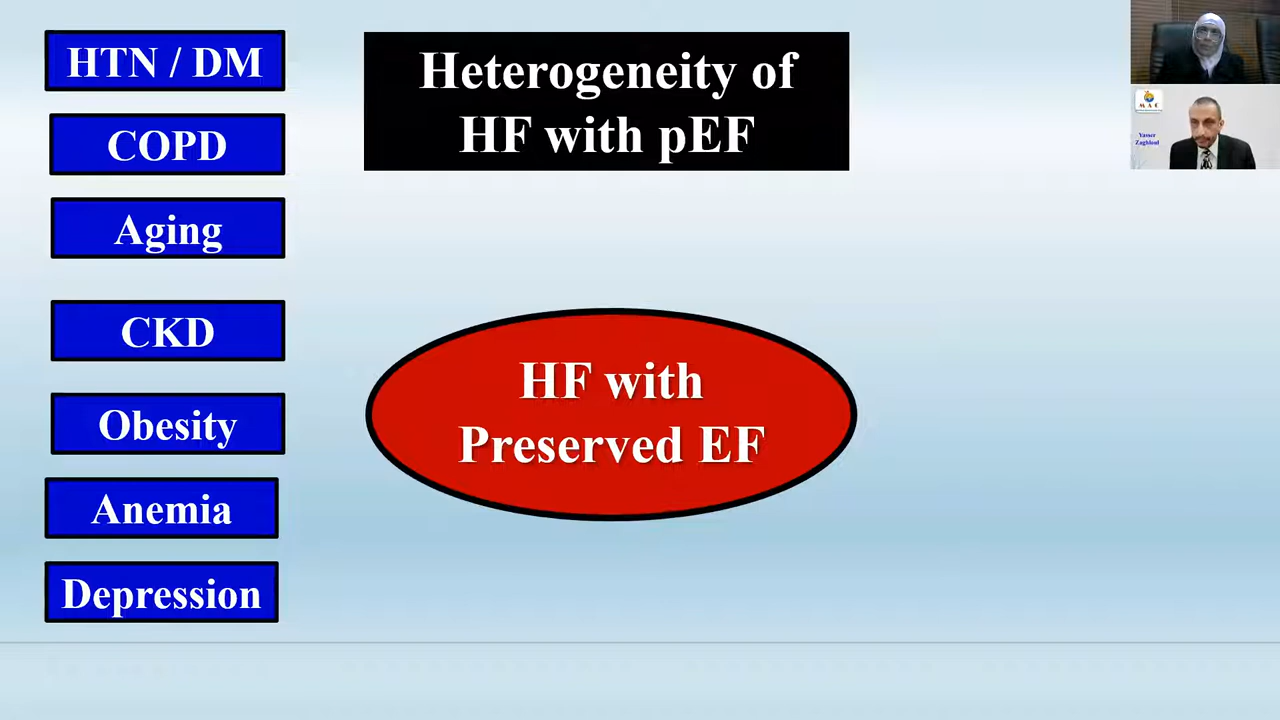 HTN / DM
COPD
Aging
CKD
Obesity
Anemia
Depression
Heterogeneity of
HF with pEF
HF with
Preserved EF
M A C
Yasser
Zaghloul